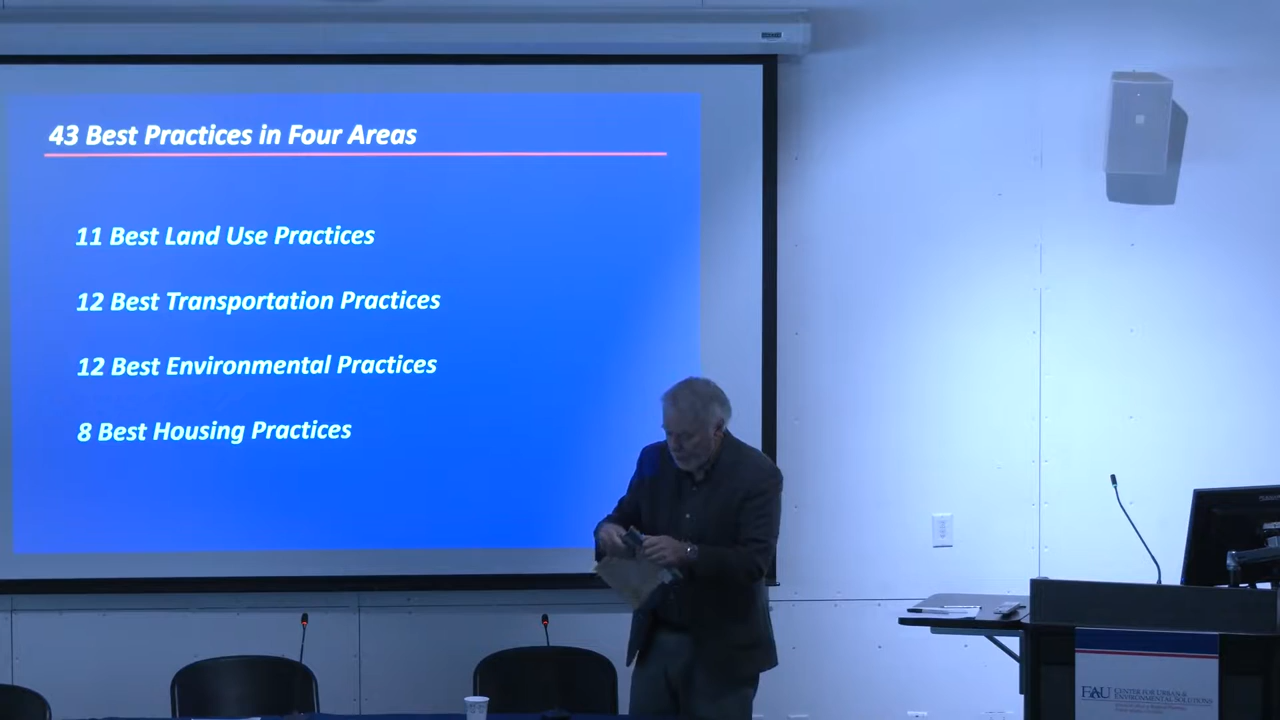 43 Best Practices in Four Areas
11 Best Land Use Practices
12 Best Transportation Practices
12 Best Environmental Practices
8 Best Housing Practices
FAU CENTER FOR URBAN &
ENVIRONMENTAL SOLUTIONS